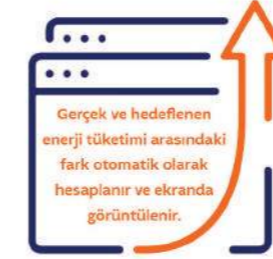 Gerçek ve hedeflenen
enerji tüketimi arasındaki
fark otomatik olarak
hesaplanır ve ekranda
görüntülenir.